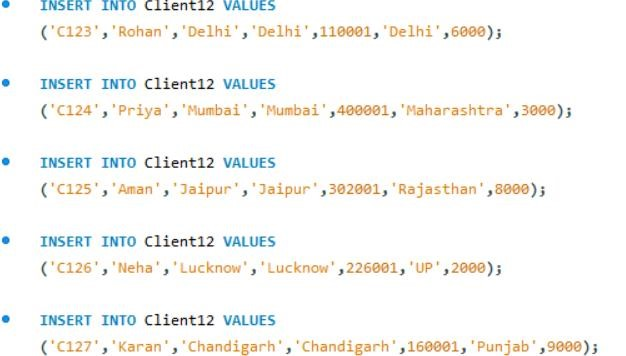 INSERT INTO Client12 VALUES
('C123','Rohan','Delhi','Delhi',110001,'Delhi',6000);
INSERT INTO Client12 VALUES
('C124','Priya','Mumbai','Mumbai',400001,'Maharashtra',3000);
INSERT INTO Client12 VALUES
('C125','Aman','Jaipur','Jaipur',302001,'Rajasthan',8000);
INSERT INTO Client12 VALUES
('C126','Neha','Lucknow','Lucknow',226001,'UP',2000);
INSERT INTO Client12 VALUES
('C127','Karan','Chandigarh','Chandigarh',160001,'Punjab',9000);